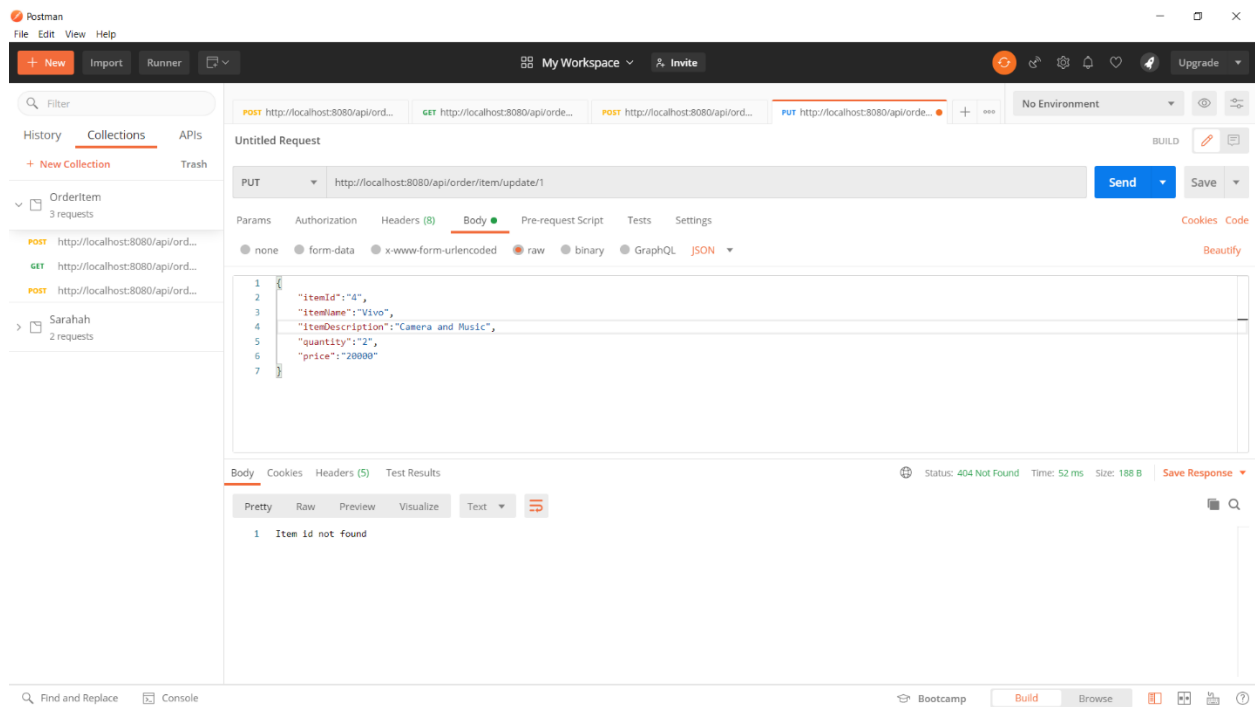 Postman
File Edit View Help
+ New Import Runner My Workspace Invite Upgrade
Filter
History Collections APIs
+ New Collection Trash
OrderItem
3 requests
POST http://localhost:8080/api/ord...
GET http://localhost:8080/api/ord...
POST http://localhost:8080/api/ord...
Sarahah
2 requests
POST http://localhost:8080/api/ord... GET http://localhost:8080/api/orde... POST http://localhost:8080/api/ord... PUT http://localhost:8080/api/orde... + No Environment
Untitled Request BUILD
PUT http://localhost:8080/api/order/item/update/1 Send Save
Params Authorization Headers (8) Body Pre-request Script Tests Settings Cookies Code
none form-data x-www-form-urlencoded raw binary GraphQL JSON Beautify
1 {
2 "itemId":"4",
3 "itemName":"Vivo",
4 "itemDescription":"Camera and Music",
5 "quantity":"2",
6 "price":"20000"
7 }
Body Cookies Headers (5) Test Results Status: 404 Not Found Time: 52 ms Size: 188 B Save Response
Pretty Raw Preview Visualize Text
1 Item id not found
Find and Replace Console Bootcamp Build Browse